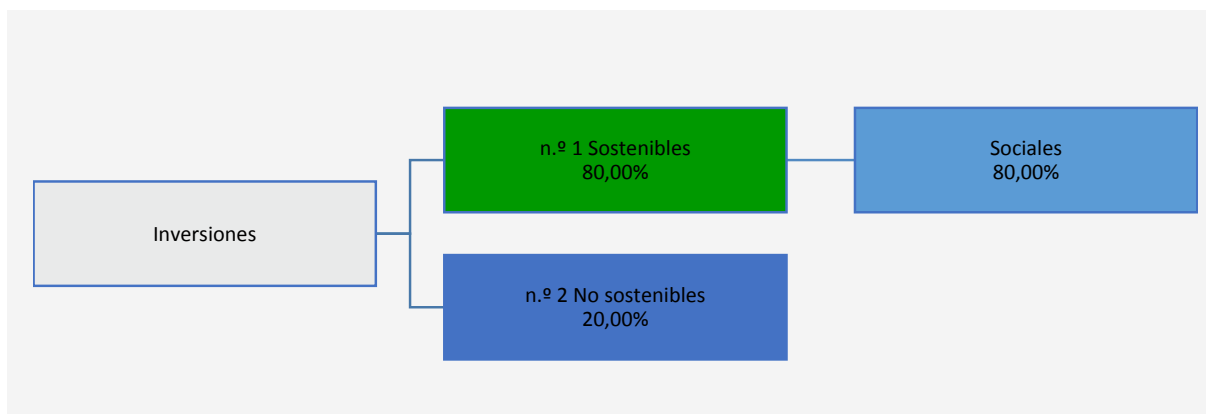 Inversiones
n.º 1 Sostenibles
80,00%
Sociales
80,00%
n.º 2 No sostenibles
20,00%